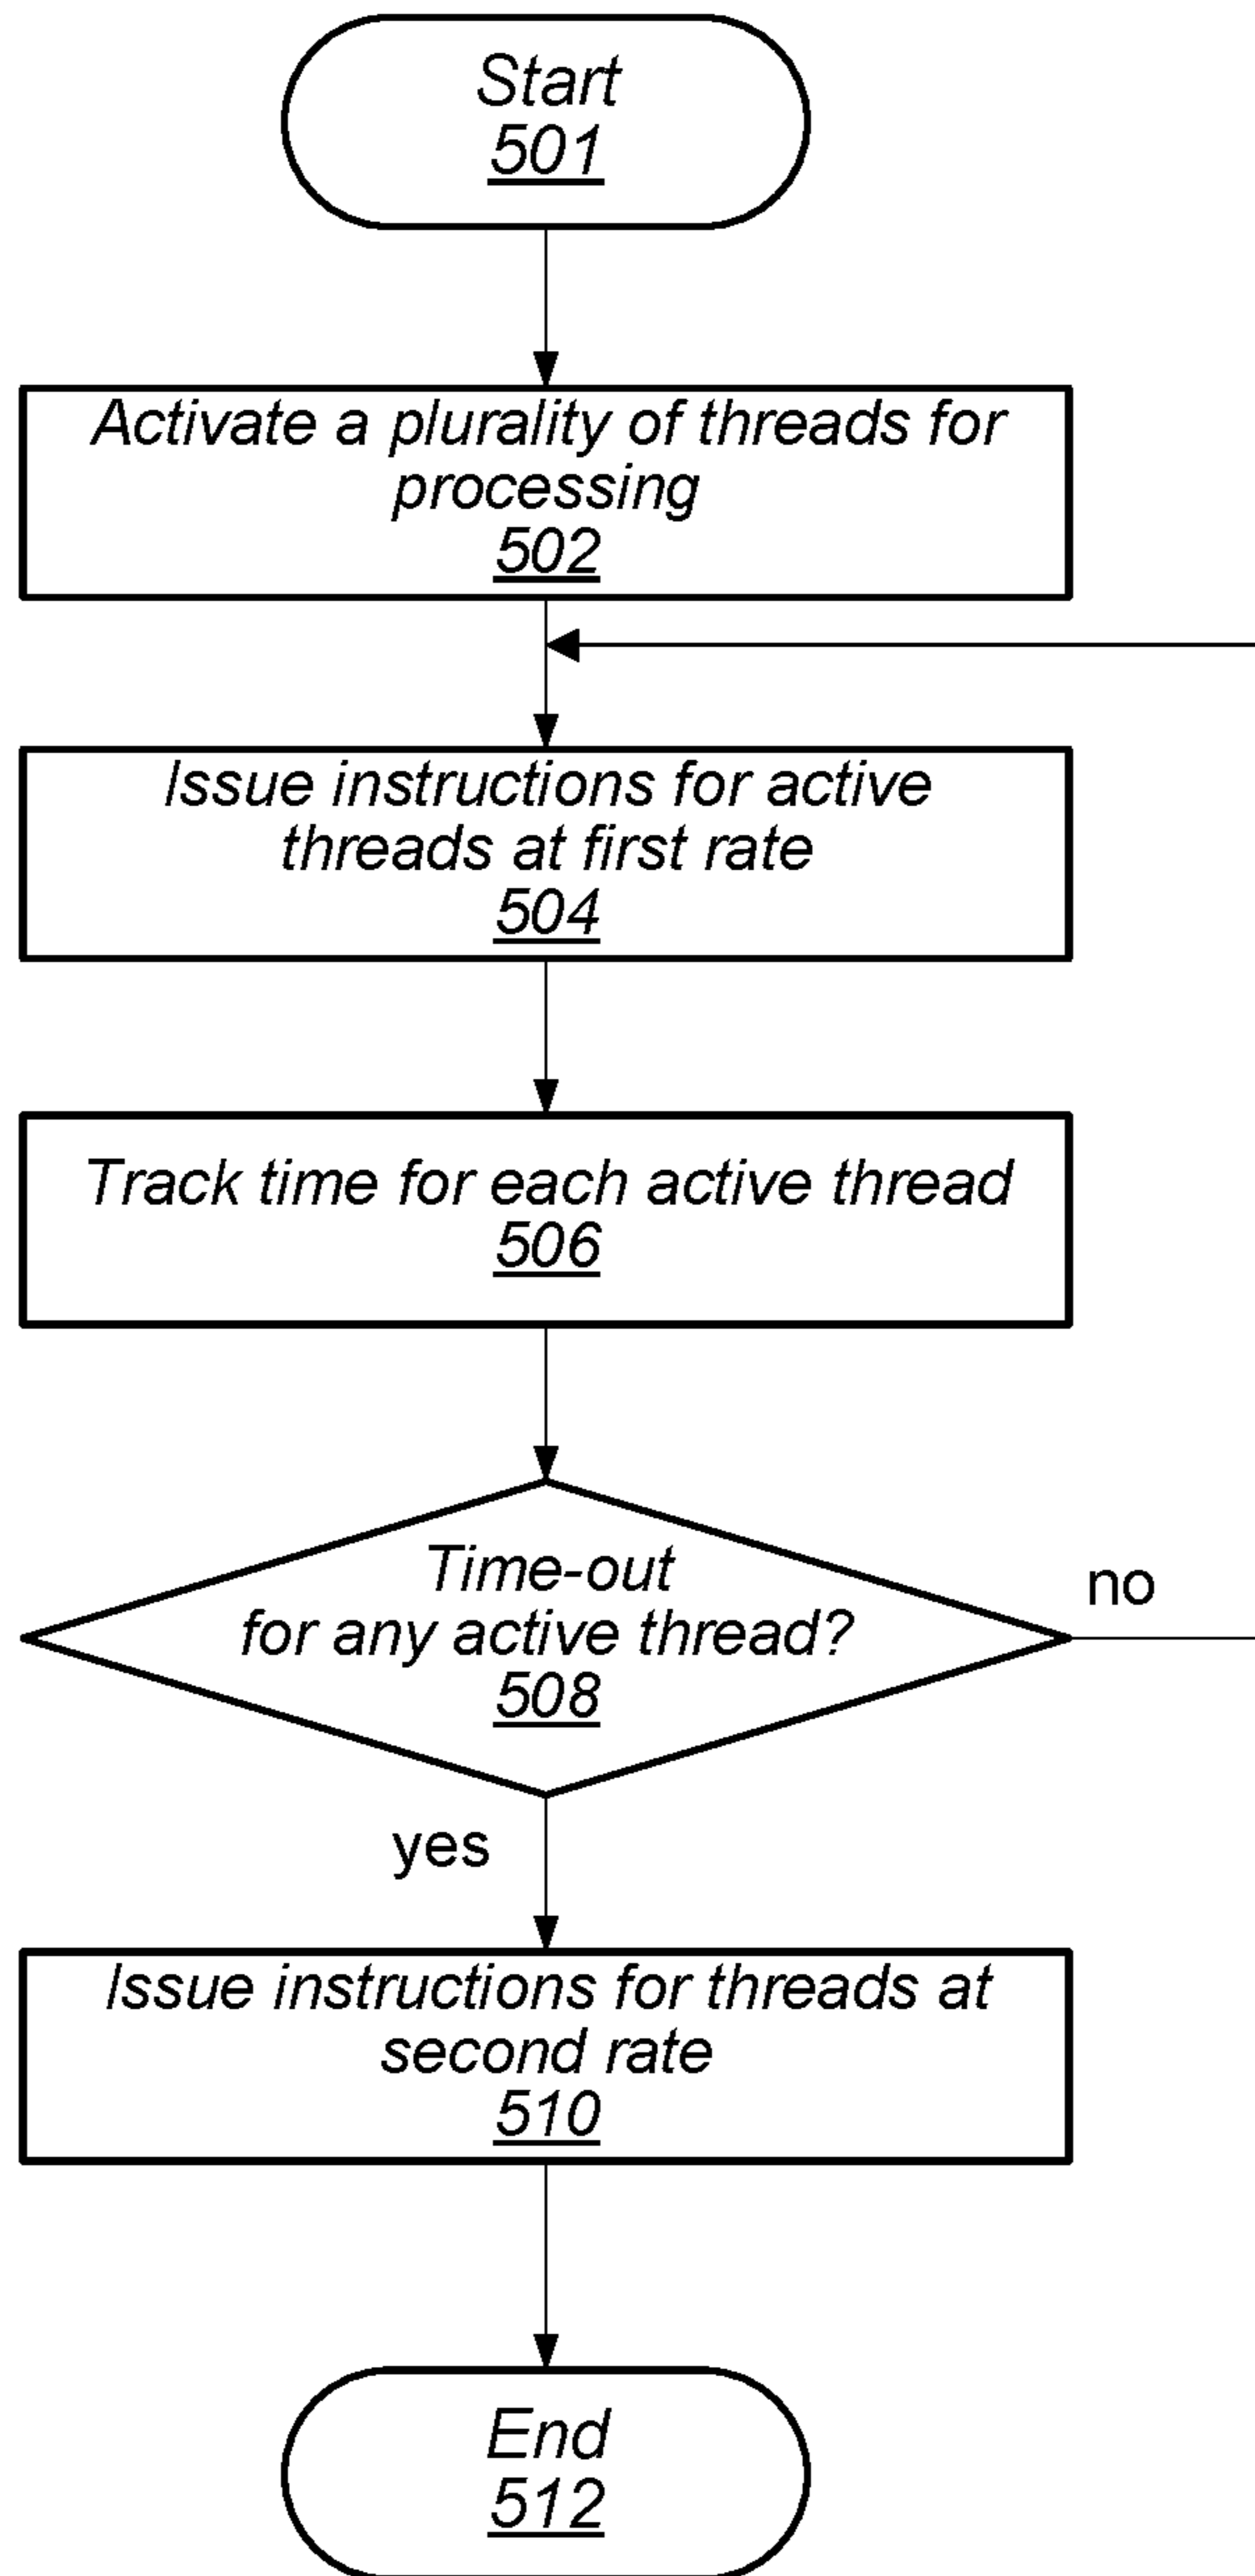 Start
501
Activate a plurality of threads for
processing
502
Issue instructions for active
threads at first rate
504
Track time for each active thread
506
Time-out
for any active thread?
508
no
yes
Issue instructions for threads at
second rate
510
End
512